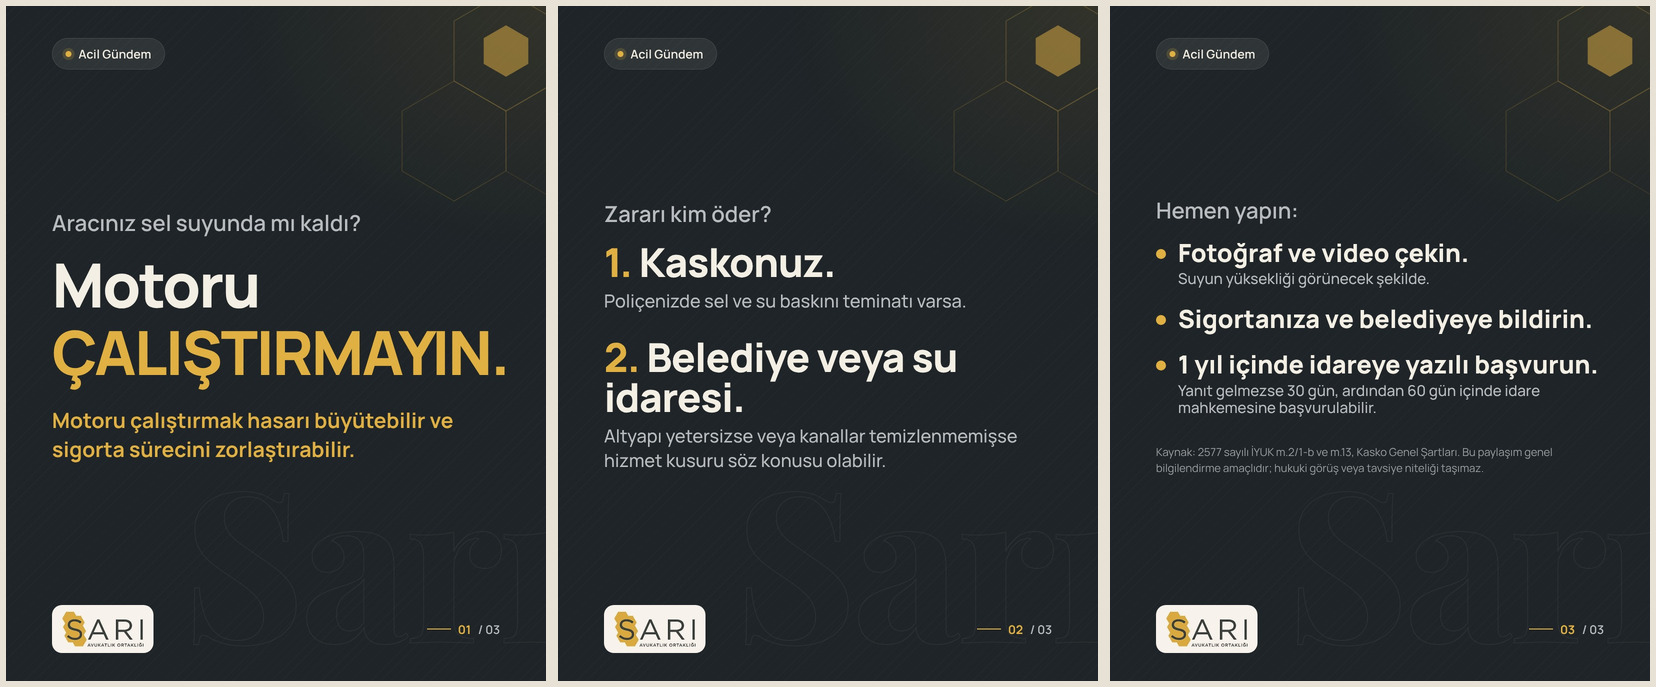 Acil Gündem
Aracınız sel suyunda mı kaldı?
Motoru
ÇALIŞTIRMAYIN.
Motoru çalıştırmak hasarı büyütebilir ve
sigorta sürecini zorlaştırabilir.
Sarı
SARI
AVUKATLIK ORTAKLIĞI
01 / 03
Acil Gündem
Zararı kim öder?
1. Kaskonuz.
Poliçenizde sel ve su baskını teminatı varsa.
2. Belediye veya su
idaresi.
Altyapı yetersizse veya kanallar temizlenmemişse
hizmet kusuru söz konusu olabilir.
Sarı
SARI
AVUKATLIK ORTAKLIĞI
02 / 03
Acil Gündem
Hemen yapın:
Fotoğraf ve video çekin.
Suyun yüksekliği görünecek şekilde.
Sigortanıza ve belediyeye bildirin.
1 yıl içinde idareye yazılı başvurun.
Yanıt gelmezse 30 gün, ardından 60 gün içinde idare
mahkemesine başvurulabilir.
Kaynak: 2577 sayılı İYUK m.2/1-b ve m.13, Kasko Genel Şartları. Bu paylaşım genel
bilgilendirme amaçlıdır; hukuki görüş veya tavsiye niteliği taşımaz.
Sarı
SARI
AVUKATLIK ORTAKLIĞI
03 / 03